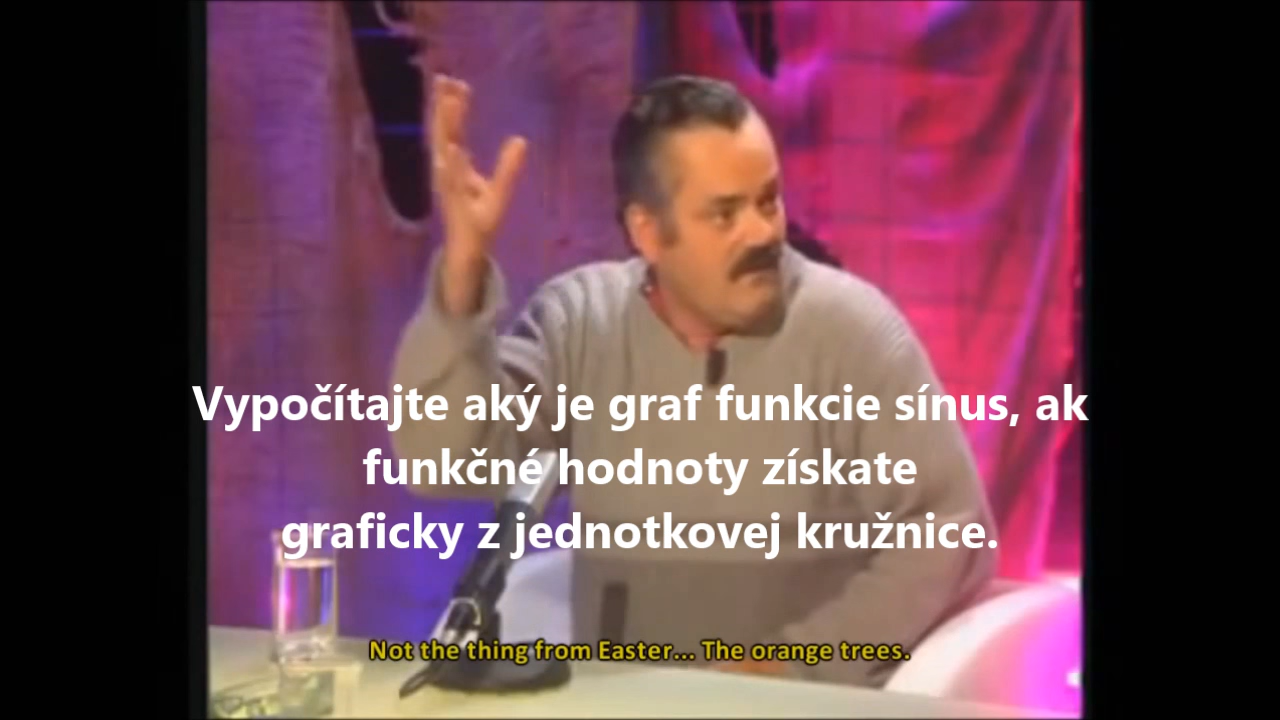 Vypočítajte aký je graf funkcie sínus, ak
funkčné hodnoty získate
graficky z jednotkovej kružnice.
Not the thing from Easter... The orange trees.